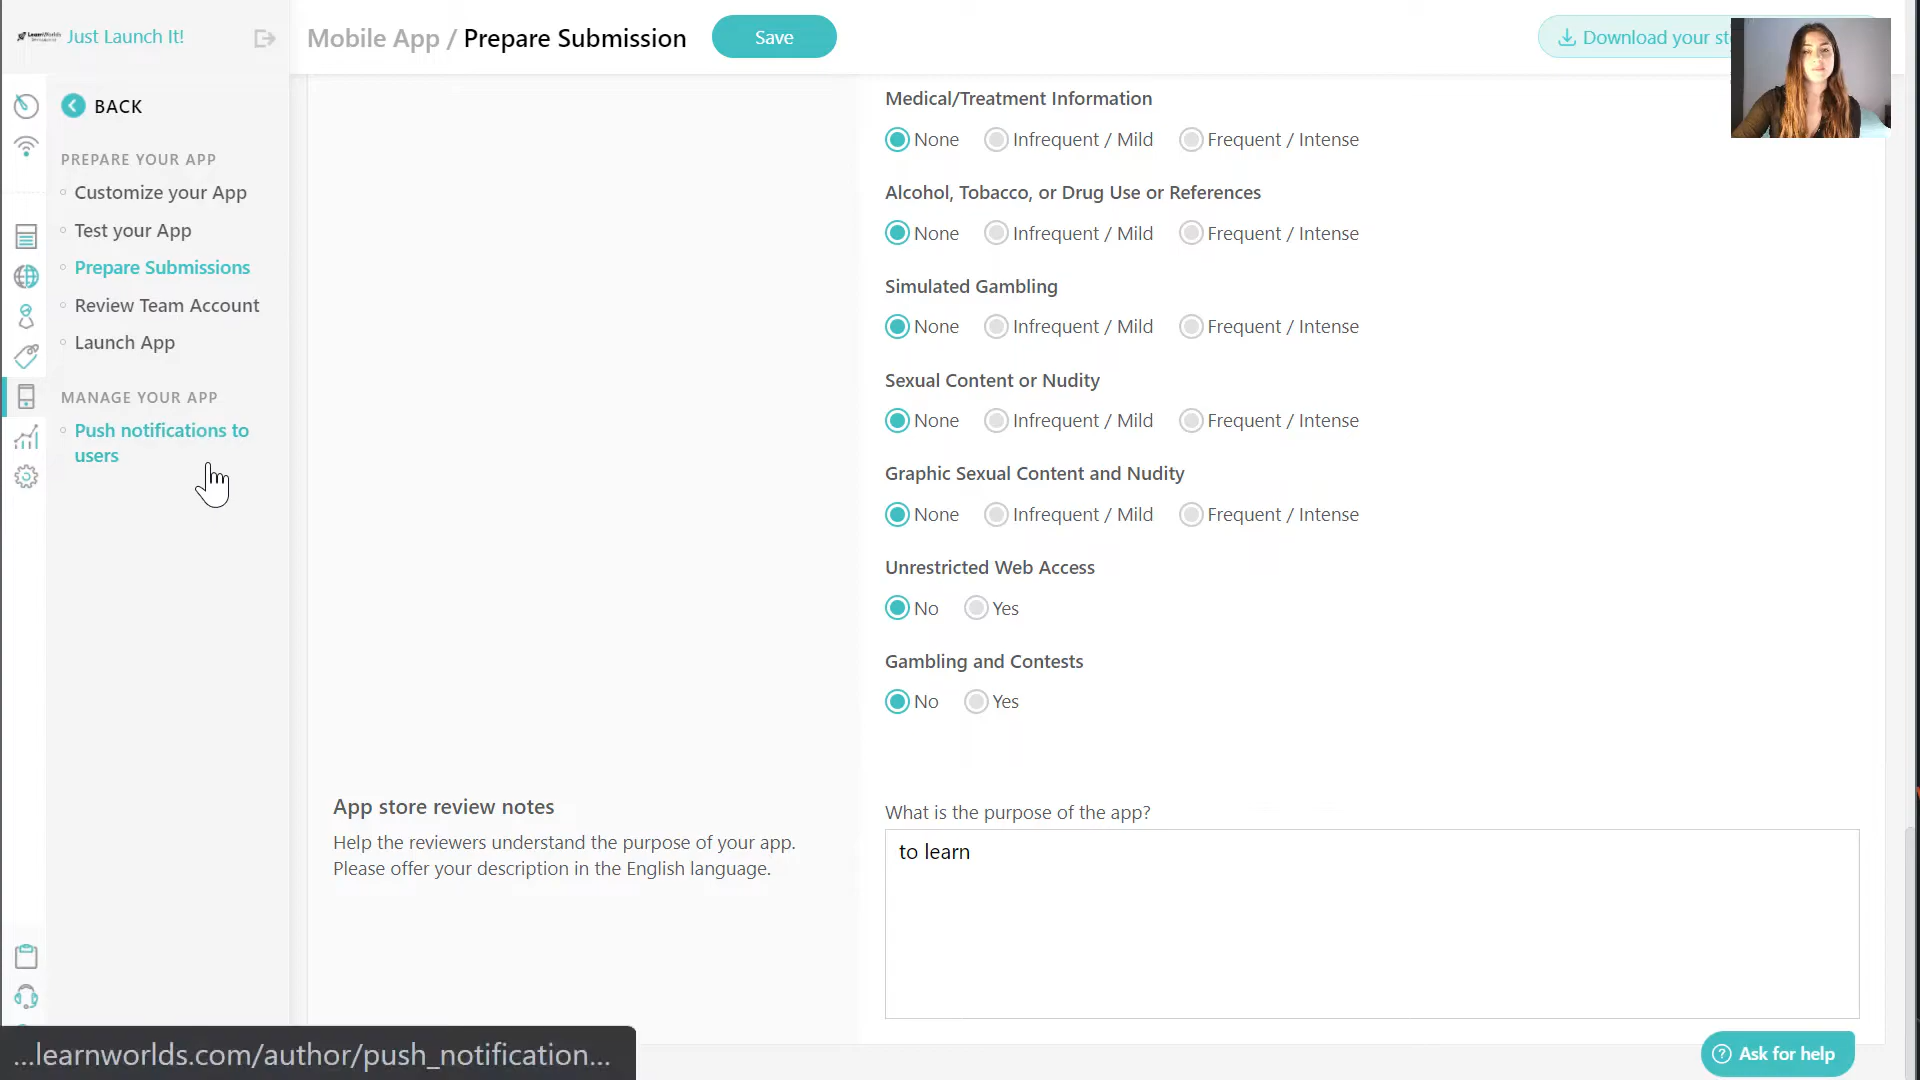 Just Launch It!
Mobile App / Prepare Submission
Save
Download your st
BACK
PREPARE YOUR APP
Customize your App
Test your App
Prepare Submissions
Review Team Account
Launch App
MANAGE YOUR APP
Push notifications to
users
Medical/Treatment Information
None Infrequent / Mild Frequent / Intense
Alcohol, Tobacco, or Drug Use or References
None Infrequent / Mild Frequent / Intense
Simulated Gambling
None Infrequent / Mild Frequent / Intense
Sexual Content or Nudity
None Infrequent / Mild Frequent / Intense
Graphic Sexual Content and Nudity
None Infrequent / Mild Frequent / Intense
Unrestricted Web Access
No Yes
Gambling and Contests
No Yes
App store review notes
Help the reviewers understand the purpose of your app.
Please offer your description in the English language.
What is the purpose of the app?
to learn
...learnworlds.com/author/push_notification...
Ask for help